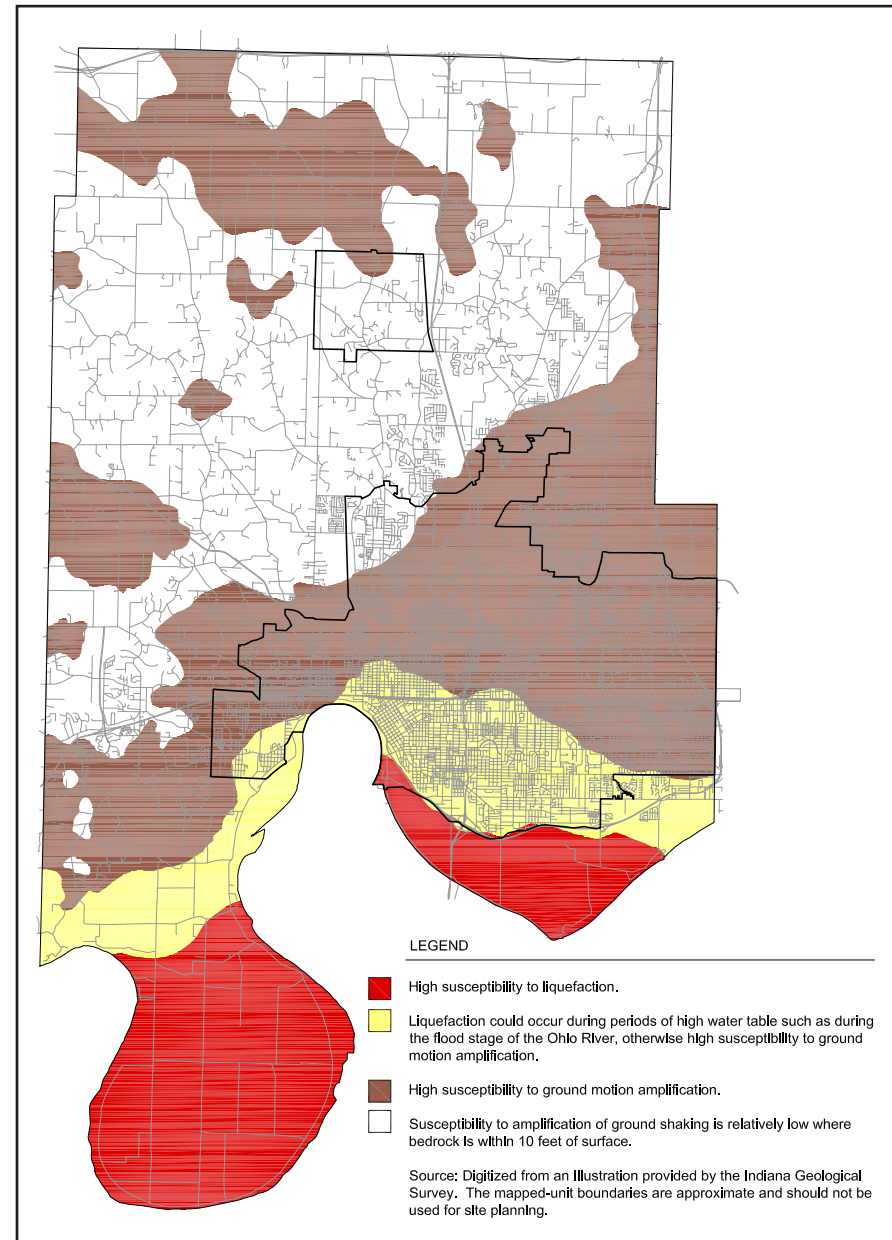 LEGEND
High susceptibility to liquefaction.
Liquefaction could occur during periods of high water table such as during
the flood stage of the Ohio River, otherwise high susceptibility to ground
motion amplification.
High susceptibility to ground motion amplification.
Susceptibility to amplification of ground shaking is relatively low where
bedrock is within 10 feet of surface.
Source: Digitized from an illustration provided by the Indiana Geological
Survey. The mapped-unit boundaries are approximate and should not be
used for site planning.